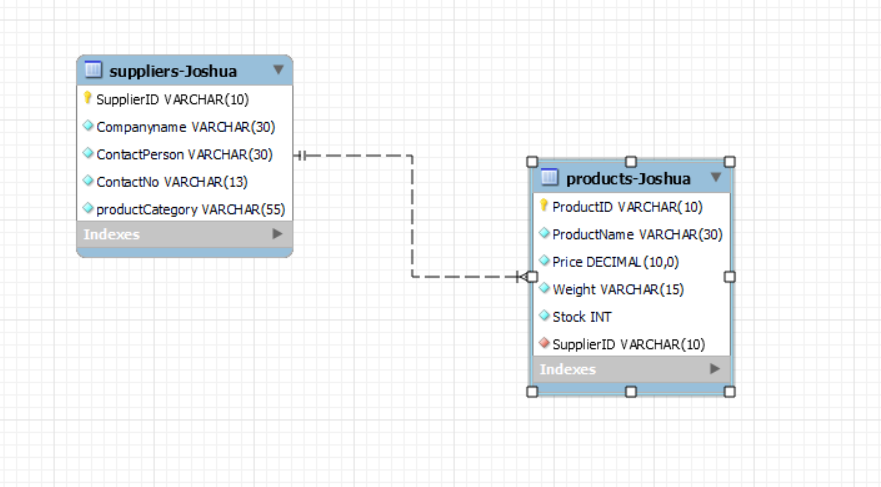 suppliers-Joshua
SupplierID VARCHAR(10)
Companyname VARCHAR(30)
ContactPerson VARCHAR(30)
ContactNo VARCHAR(13)
productCategory VARCHAR(55)
Indexes
products-Joshua
ProductID VARCHAR(10)
ProductName VARCHAR(30)
Price DECIMAL(10,0)
Weight VARCHAR(15)
Stock INT
SupplierID VARCHAR(10)
Indexes